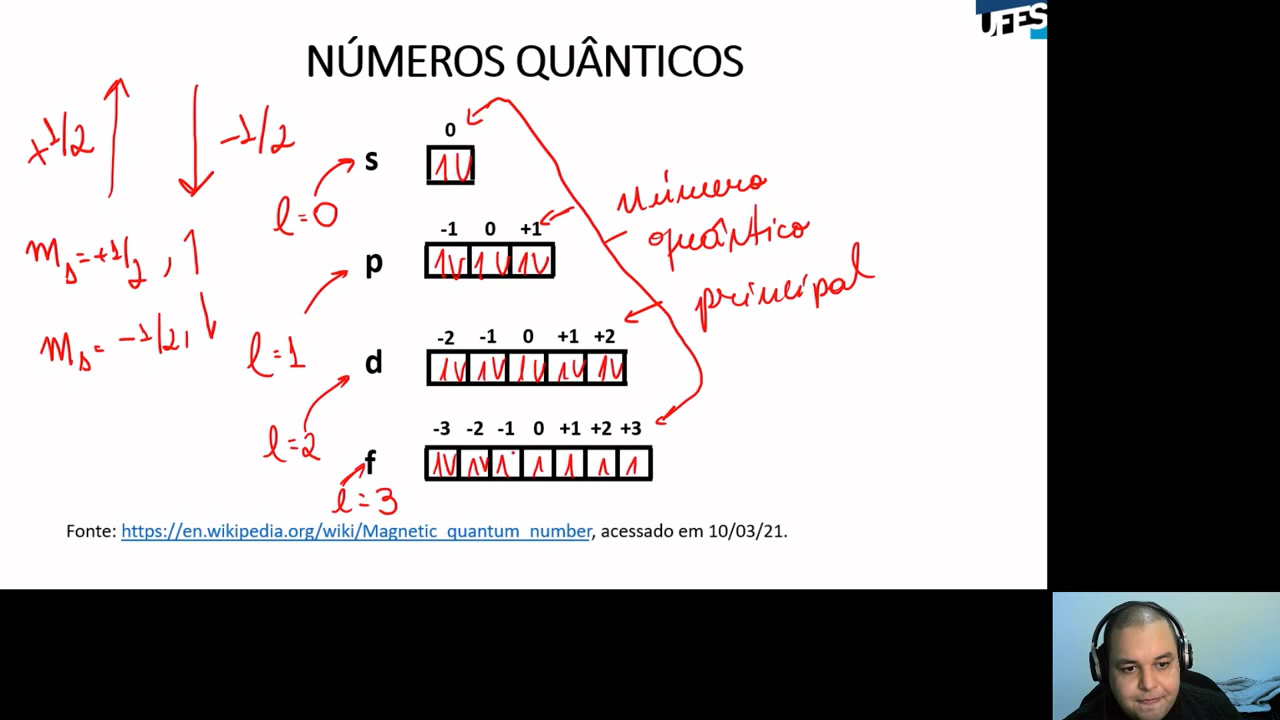 UFES
NÚMEROS QUÂNTICOS
+1/2
-1/2
0
s
l=0
número
quântico
principal
-1 0 +1
p
ms=+1/2, ↑
ms=-1/2, ↓
l=1
-2 -1 0 +1 +2
d
l=2
-3 -2 -1 0 +1 +2 +3
f
l=3
Fonte: https://en.wikipedia.org/wiki/Magnetic_quantum_number, acessado em 10/03/21.